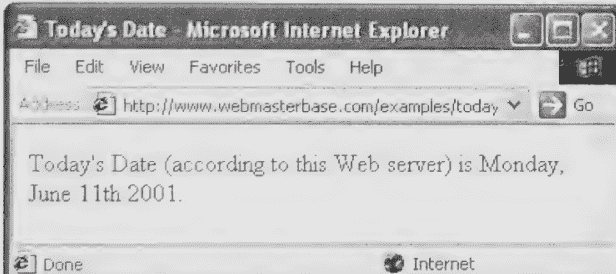 Today's Date - Microsoft Internet Explorer
File Edit View Favorites Tools Help
Address http://www.webmasterbase.com/examples/today Go
Today's Date (according to this Web server) is Monday,
June 11th 2001.
Done Internet